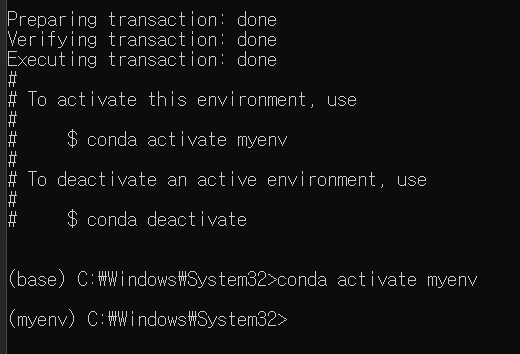 Preparing transaction: done
Verifying transaction: done
Executing transaction: done
#
# To activate this environment, use
#
#     $ conda activate myenv
#
# To deactivate an active environment, use
#
#     $ conda deactivate
(base) C:₩Windows₩System32>conda activate myenv
(myenv) C:₩Windows₩System32>